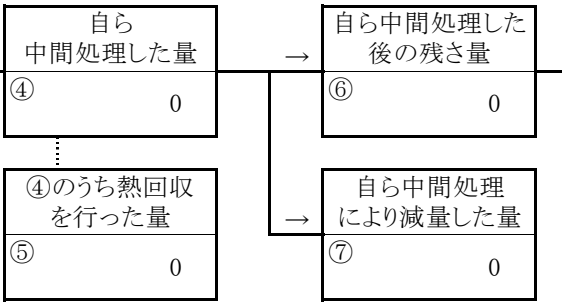 自ら
中間処理した量
④
0
→
自ら中間処理した
後の残さ量
⑥
0
④のうち熱回収
を行った量
⑤
0
→
自ら中間処理
により減量した量
⑦
0